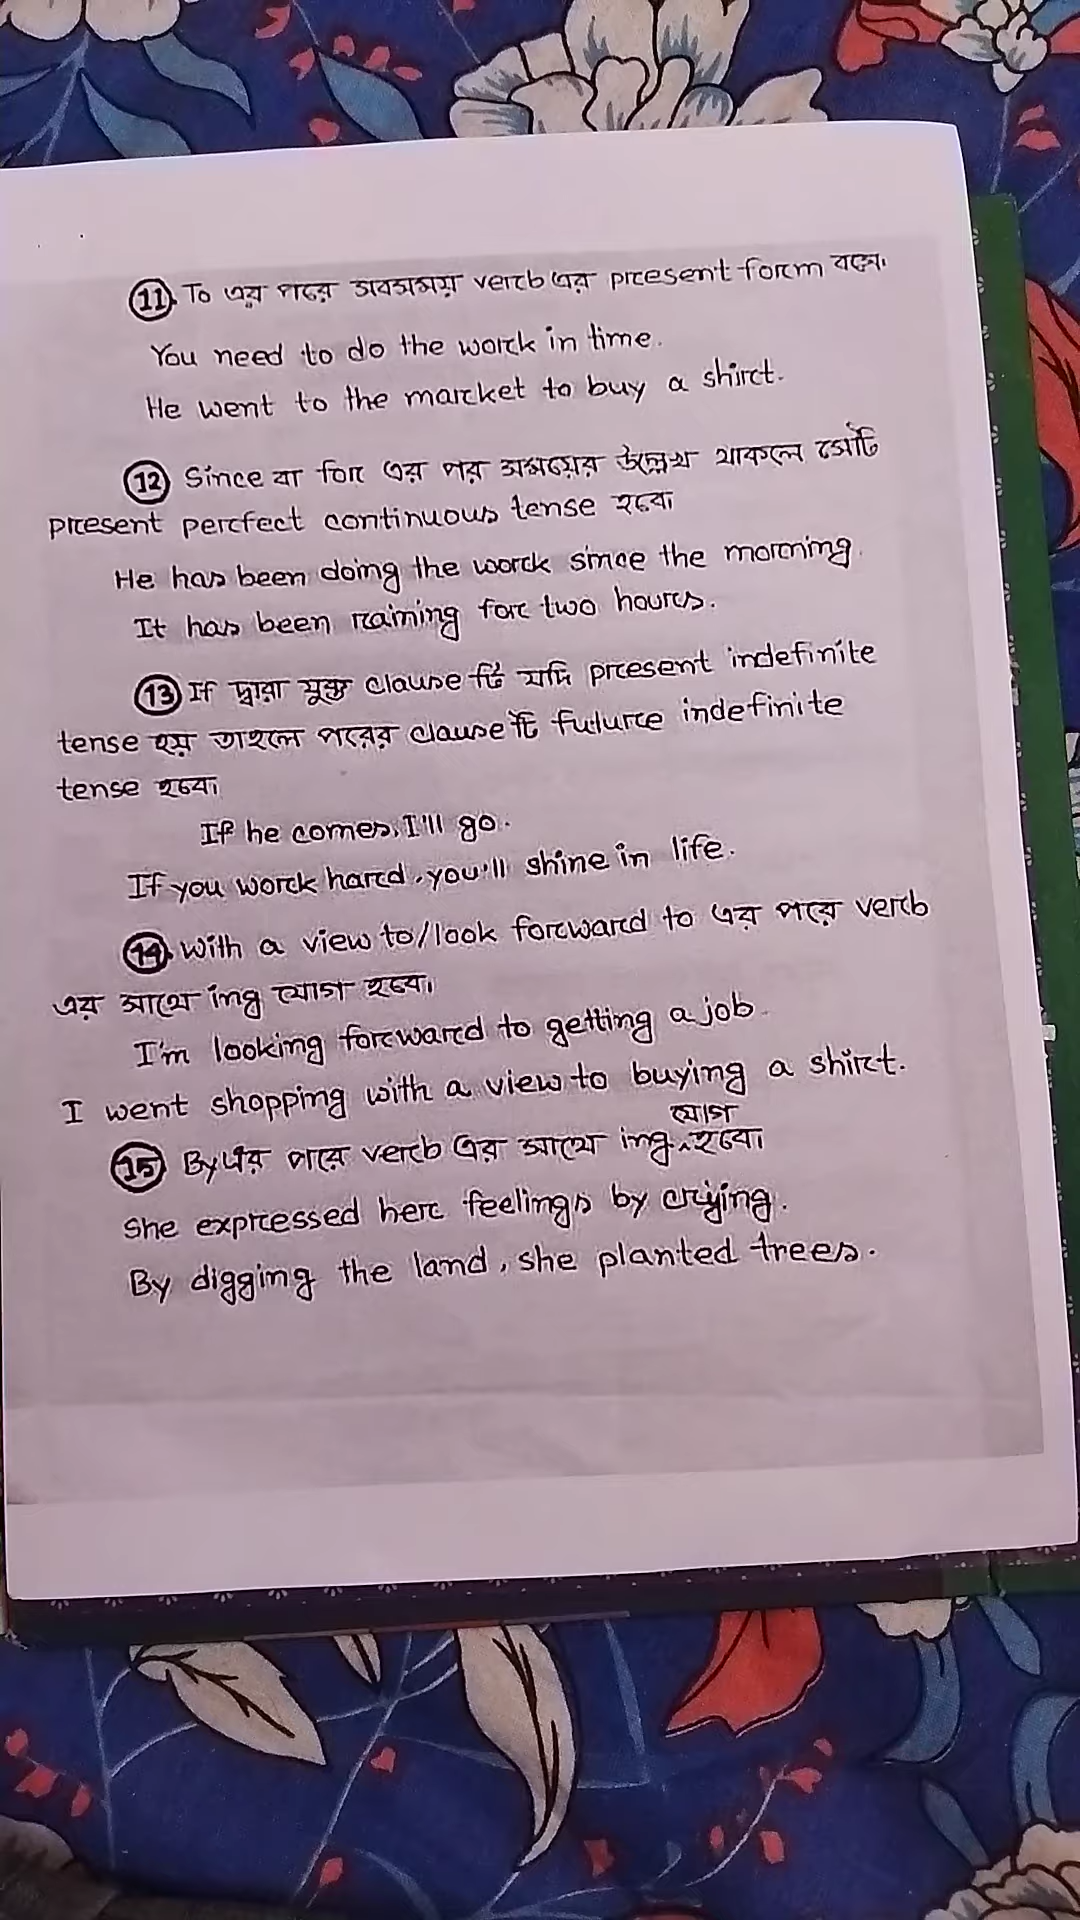 11. To এর পরে সবসময় verb এর present form বসে।
You need to do the work in time.
He went to the market to buy a shirt.
12 Since বা for এর পর সময়ের উল্লেখ থাকলে সেটি
present perfect continuous tense হবে।
He has been doing the work since the morning.
It has been raining for two hours.
13 If দ্বারা যুক্ত clause টি যদি present indefinite
tense হয় তাহলে পরের clause টি future indefinite
tense হবে।
If he comes, I'll go.
If you work hard, you'll shine in life.
14. With a view to/look forward to এর পরে verb
এর সাথে ing যোগ হবে।
I'm looking forward to getting a job.
I went shopping with a view to buying a shirt.
15 By এর পরে verb এর সাথে ing যোগ হবে।
She expressed her feelings by crying.
By digging the land, she planted trees.